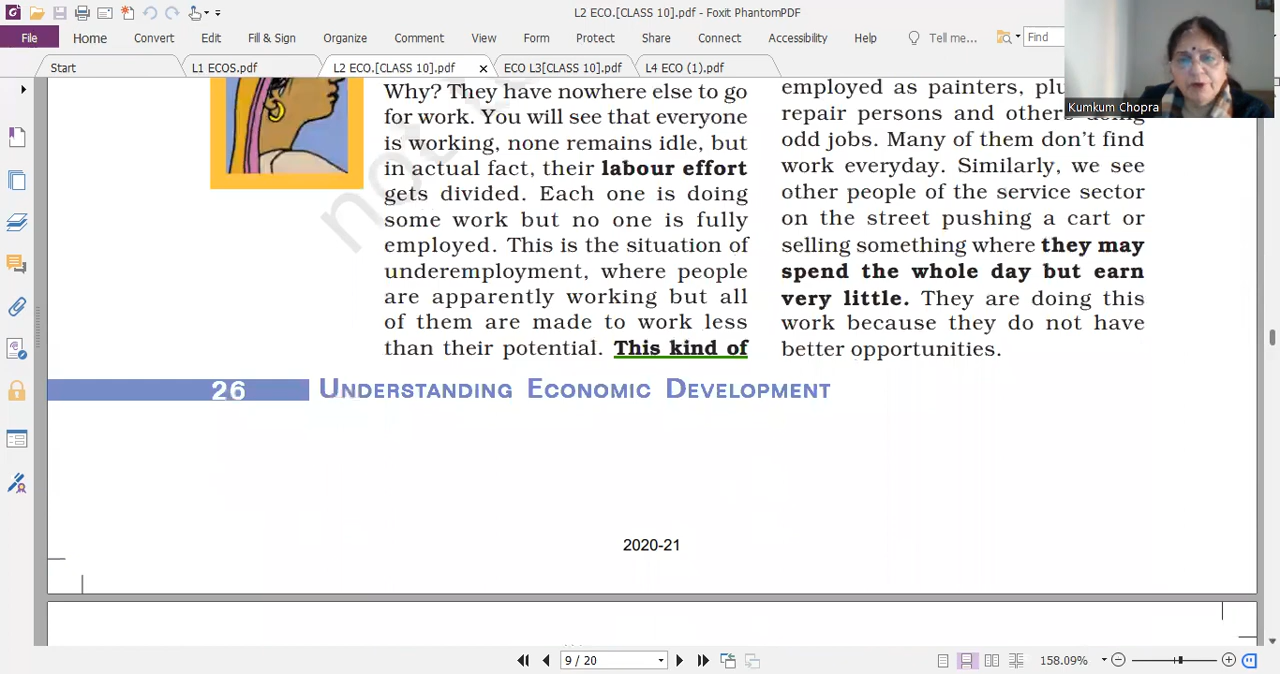 L2 ECO.[CLASS 10].pdf - Foxit PhantomPDF
File Home Convert Edit Fill & Sign Organize Comment View Form Protect Share Connect Accessibility Help Tell me... Find
Start L1 ECOS.pdf L2 ECO.[CLASS 10].pdf ECO L3[CLASS 10].pdf L4 ECO (1).pdf
Kumkum Chopra
Why? They have nowhere else to go
for work. You will see that everyone
is working, none remains idle, but
in actual fact, their labour effort
gets divided. Each one is doing
some work but no one is fully
employed. This is the situation of
underemployment, where people
are apparently working but all
of them are made to work less
than their potential. This kind of
employed as painters,
repair persons and others doing
odd jobs. Many of them don't find
work everyday. Similarly, we see
other people of the service sector
on the street pushing a cart or
selling something where they may
spend the whole day but earn
very little. They are doing this
work because they do not have
better opportunities.
not
26 UNDERSTANDING ECONOMIC DEVELOPMENT
2020-21
9 / 20
158.09%